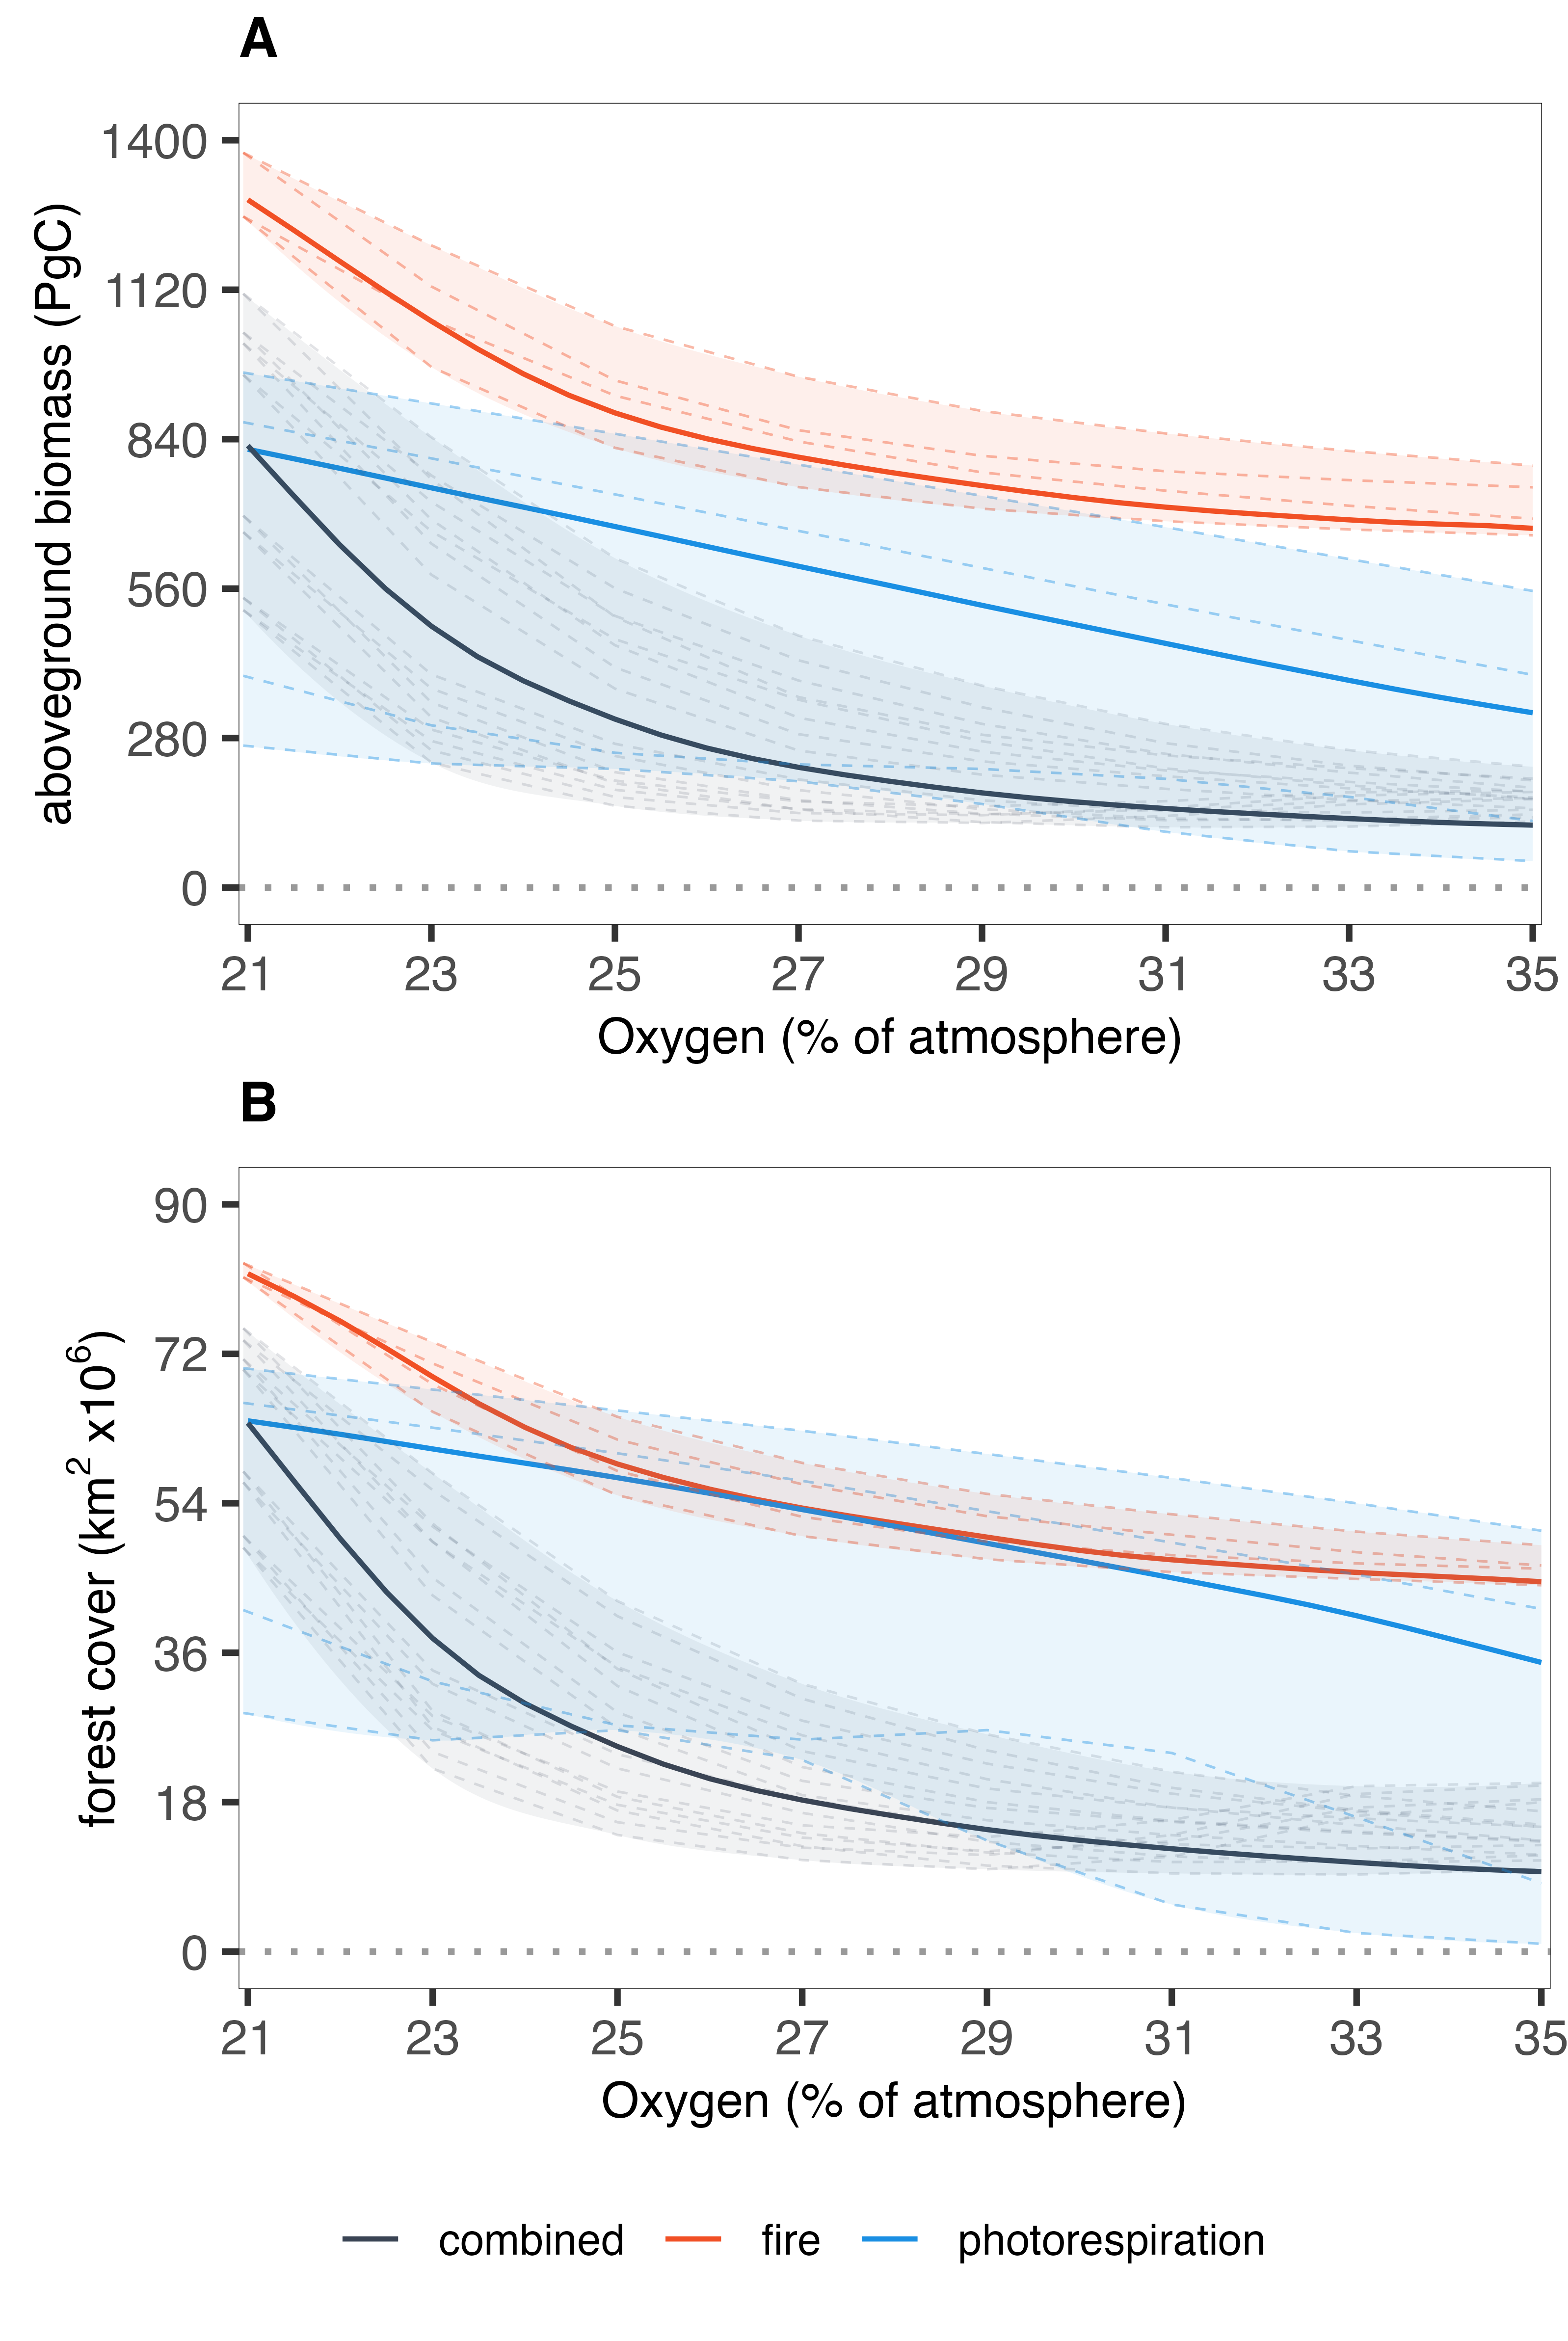 A
aboveground biomass (PgC)
1400
1120
840
560
280
0
21 23 25 27 29 31 33 35
Oxygen (% of atmosphere)
B
forest cover (km² x10⁶)
90
72
54
36
18
0
21 23 25 27 29 31 33 35
Oxygen (% of atmosphere)
combined fire photorespiration